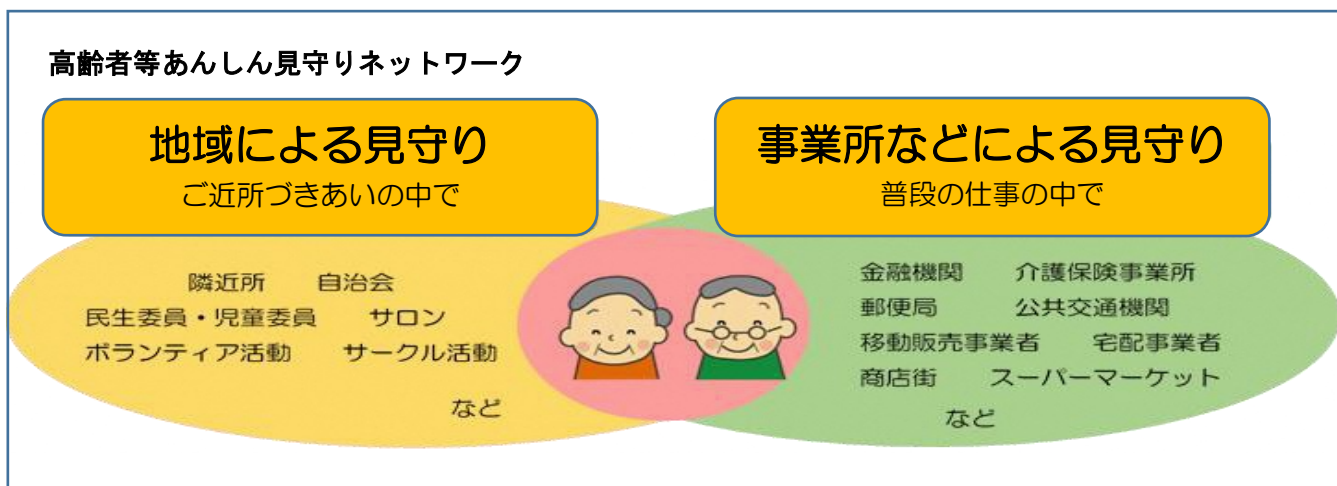 高齢者等あんしん見守りネットワーク
地域による見守り
ご近所づきあいの中で
隣近所　自治会
民生委員・児童委員　サロン
ボランティア活動　サークル活動
など
事業所などによる見守り
普段の仕事の中で
金融機関　介護保険事業所
郵便局　公共交通機関
移動販売事業者　宅配事業者
商店街　スーパーマーケット
など